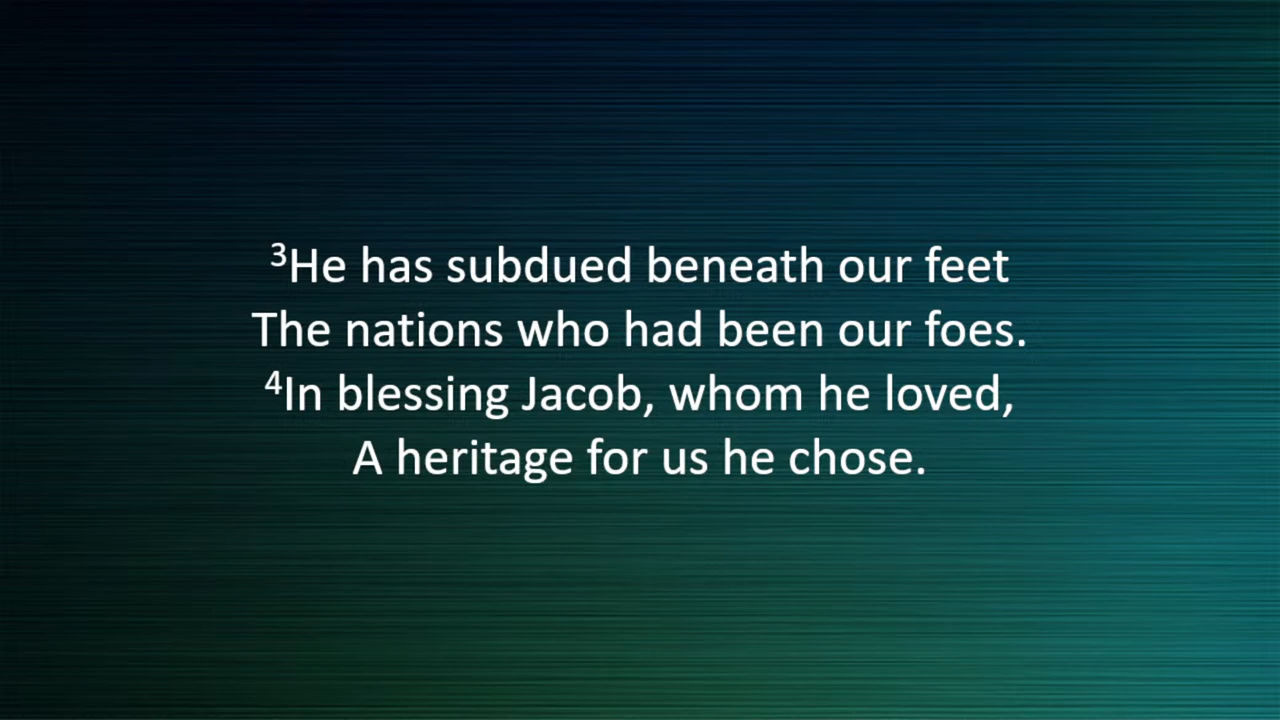 ³He has subdued beneath our feet
The nations who had been our foes.
⁴In blessing Jacob, whom he loved,
A heritage for us he chose.